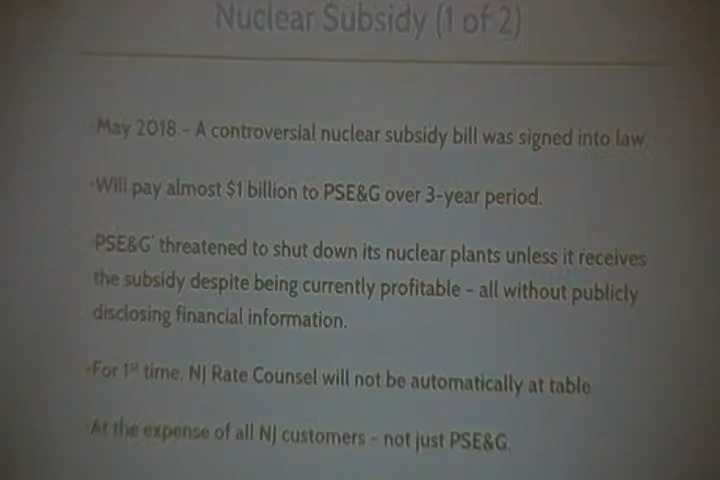 Nuclear Subsidy (1 of 2)
·May 2018 - A controversial nuclear subsidy bill was signed into law
·Will pay almost $1 billion to PSE&G over 3-year period.
·PSE&G' threatened to shut down its nuclear plants unless it receives
the subsidy despite being currently profitable - all without publicly
disclosing financial information.
·For 1st time, NJ Rate Counsel will not be automatically at table
·At the expense of all NJ customers - not just PSE&G.